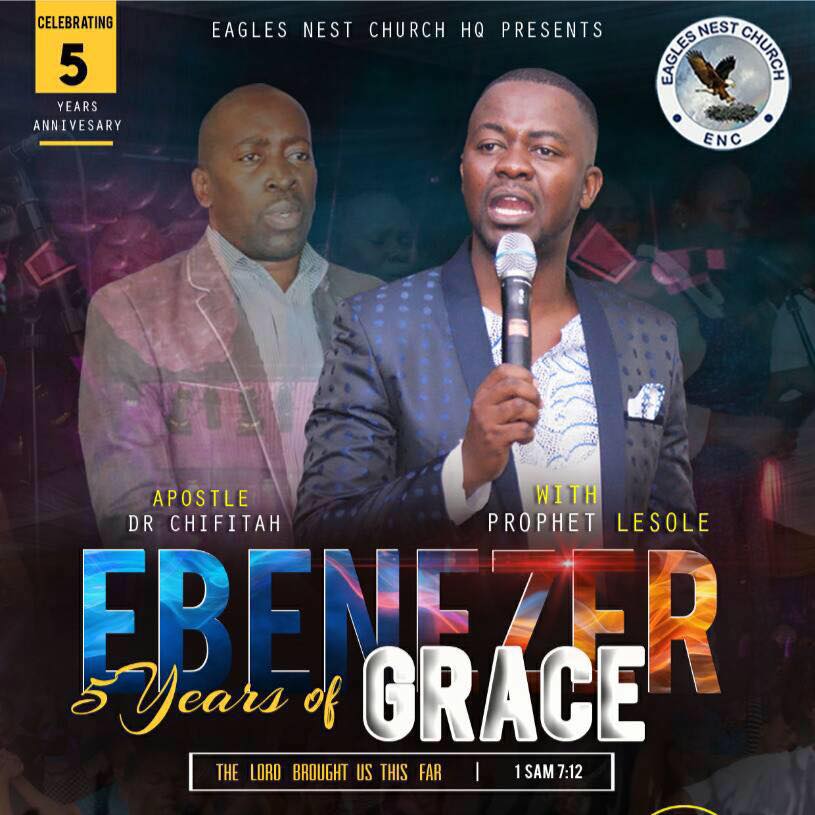 CELEBRATING
5
YEARS
ANNIVESARY
EAGLES NEST CHURCH HQ PRESENTS
EAGLES NEST CHURCH
ENC
APOSTLE
DR CHIFITAH
WITH
PROPHET LESOLE
EBENEZER
5 Years of GRACE
THE LORD BROUGHT US THIS FAR | 1 SAM 7:12